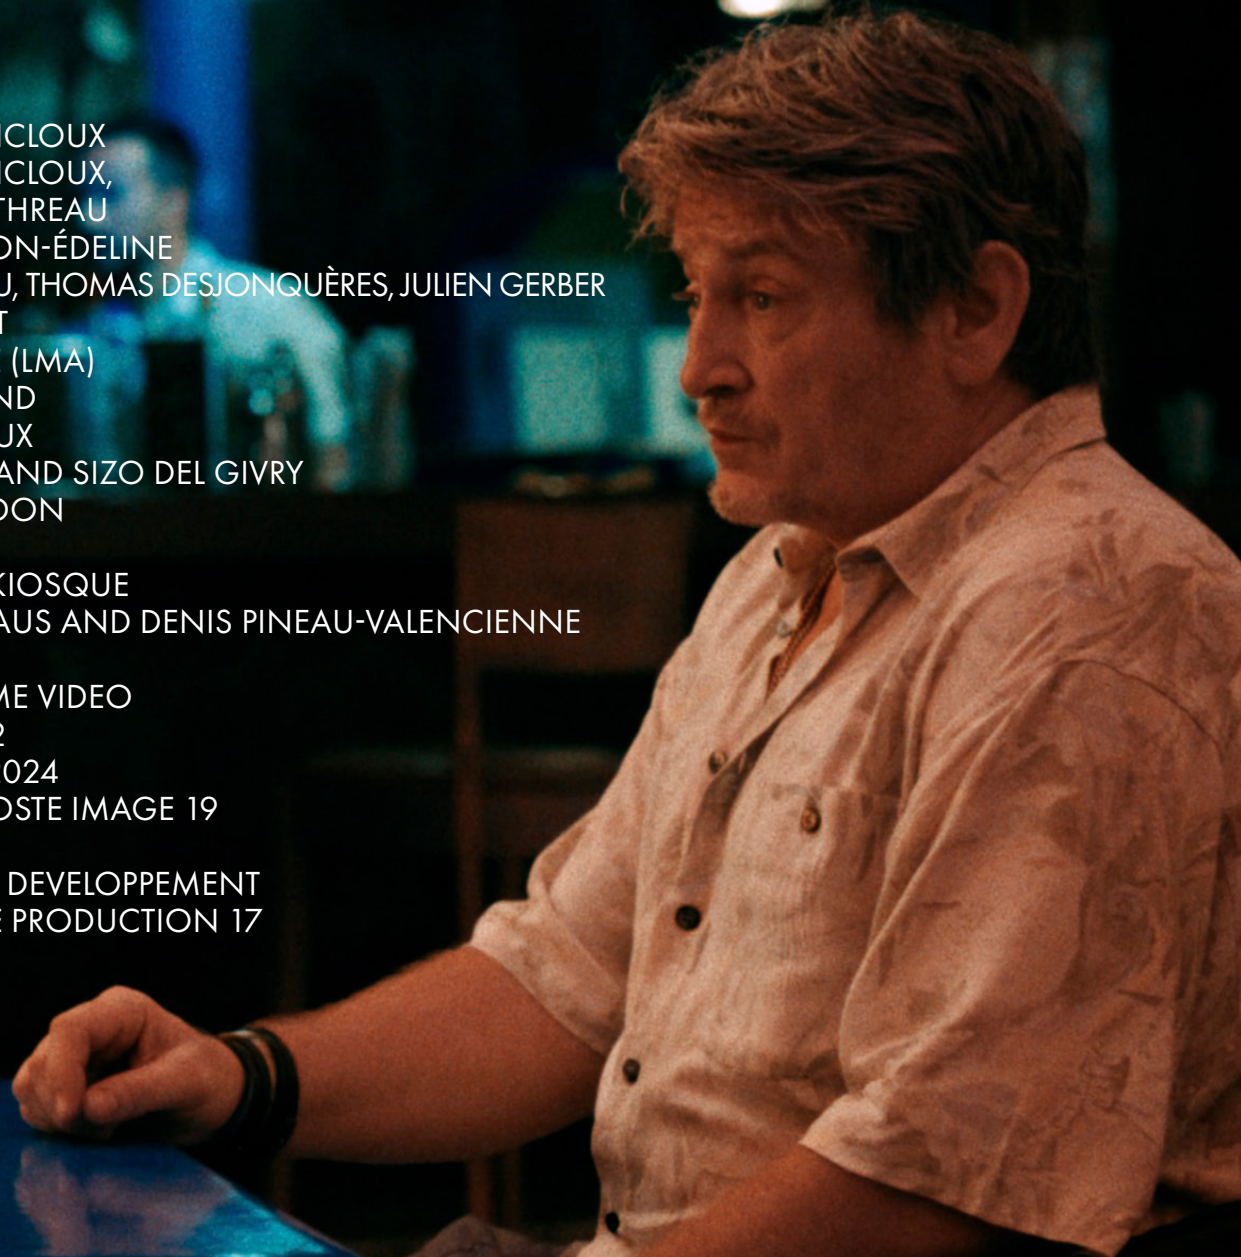 ICLOUX
ICLOUX,
THREAU
ON-ÉDELINE
U, THOMAS DESJONQUÈRES, JULIEN GERBER
T
(LMA)
ND
UX
AND SIZO DEL GIVRY
DON
KIOSQUE
AUS AND DENIS PINEAU-VALENCIENNE
ME VIDEO
2
2024
OSTE IMAGE 19
DEVELOPPEMENT
E PRODUCTION 17